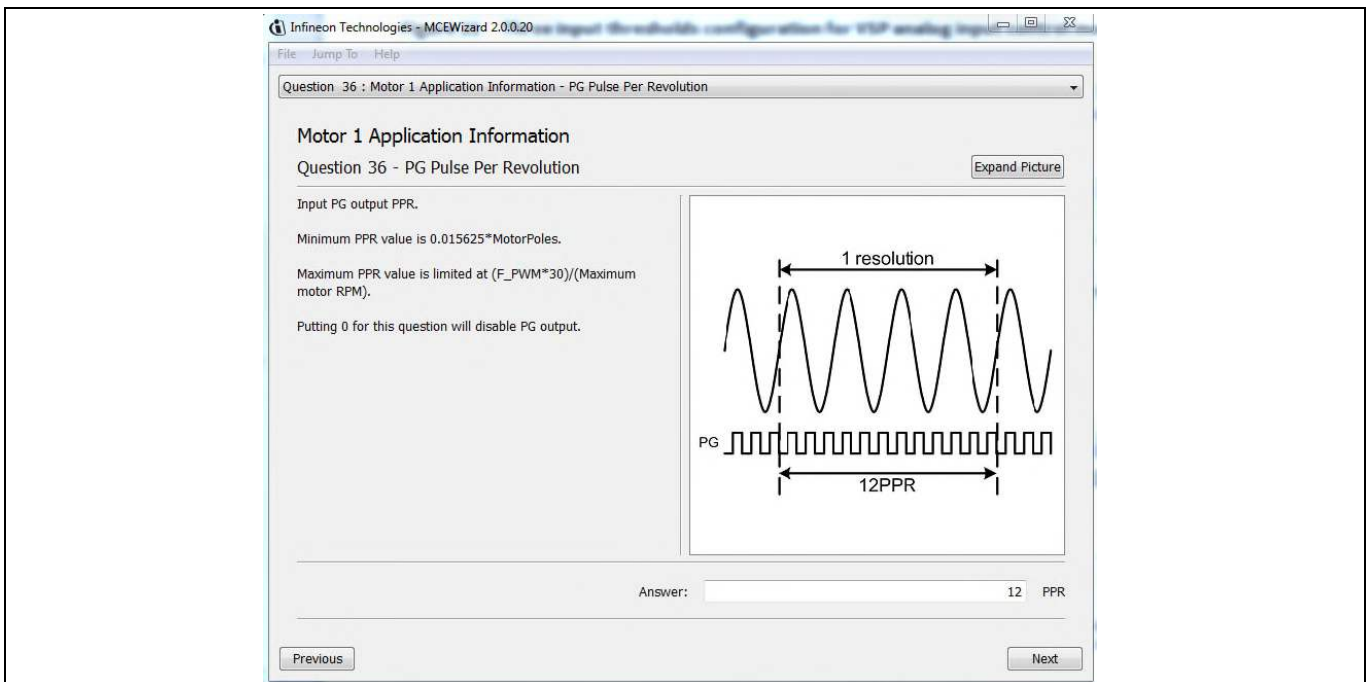 Infineon Technologies - MCEWizard 2.0.0.20
File Jump To Help
Question 36 : Motor 1 Application Information - PG Pulse Per Revolution
Motor 1 Application Information
Question 36 - PG Pulse Per Revolution
Expand Picture
Input PG output PPR.
Minimum PPR value is 0.015625*MotorPoles.
Maximum PPR value is limited at (F_PWM*30)/(Maximum
motor RPM).
Putting 0 for this question will disable PG output.
1 resolution
PG
12PPR
Answer: 12 PPR
Previous Next